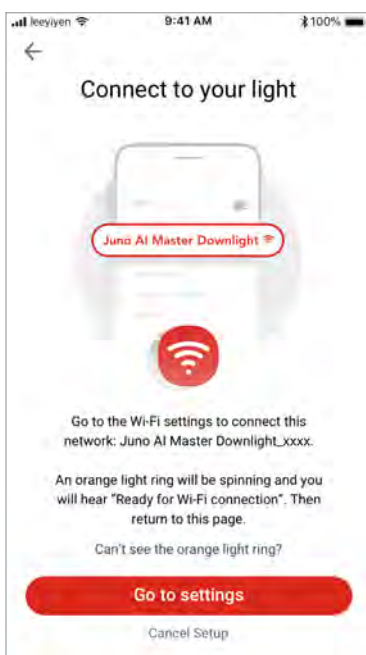 leeyiyen 9:41 AM 100%
Connect to your light
Juno AI Master Downlight
Go to the Wi-Fi settings to connect this
network: Juno AI Master Downlight_xxxx.
An orange light ring will be spinning and you
will hear "Ready for Wi-Fi connection". Then
return to this page.
Can't see the orange light ring?
Go to settings
Cancel Setup